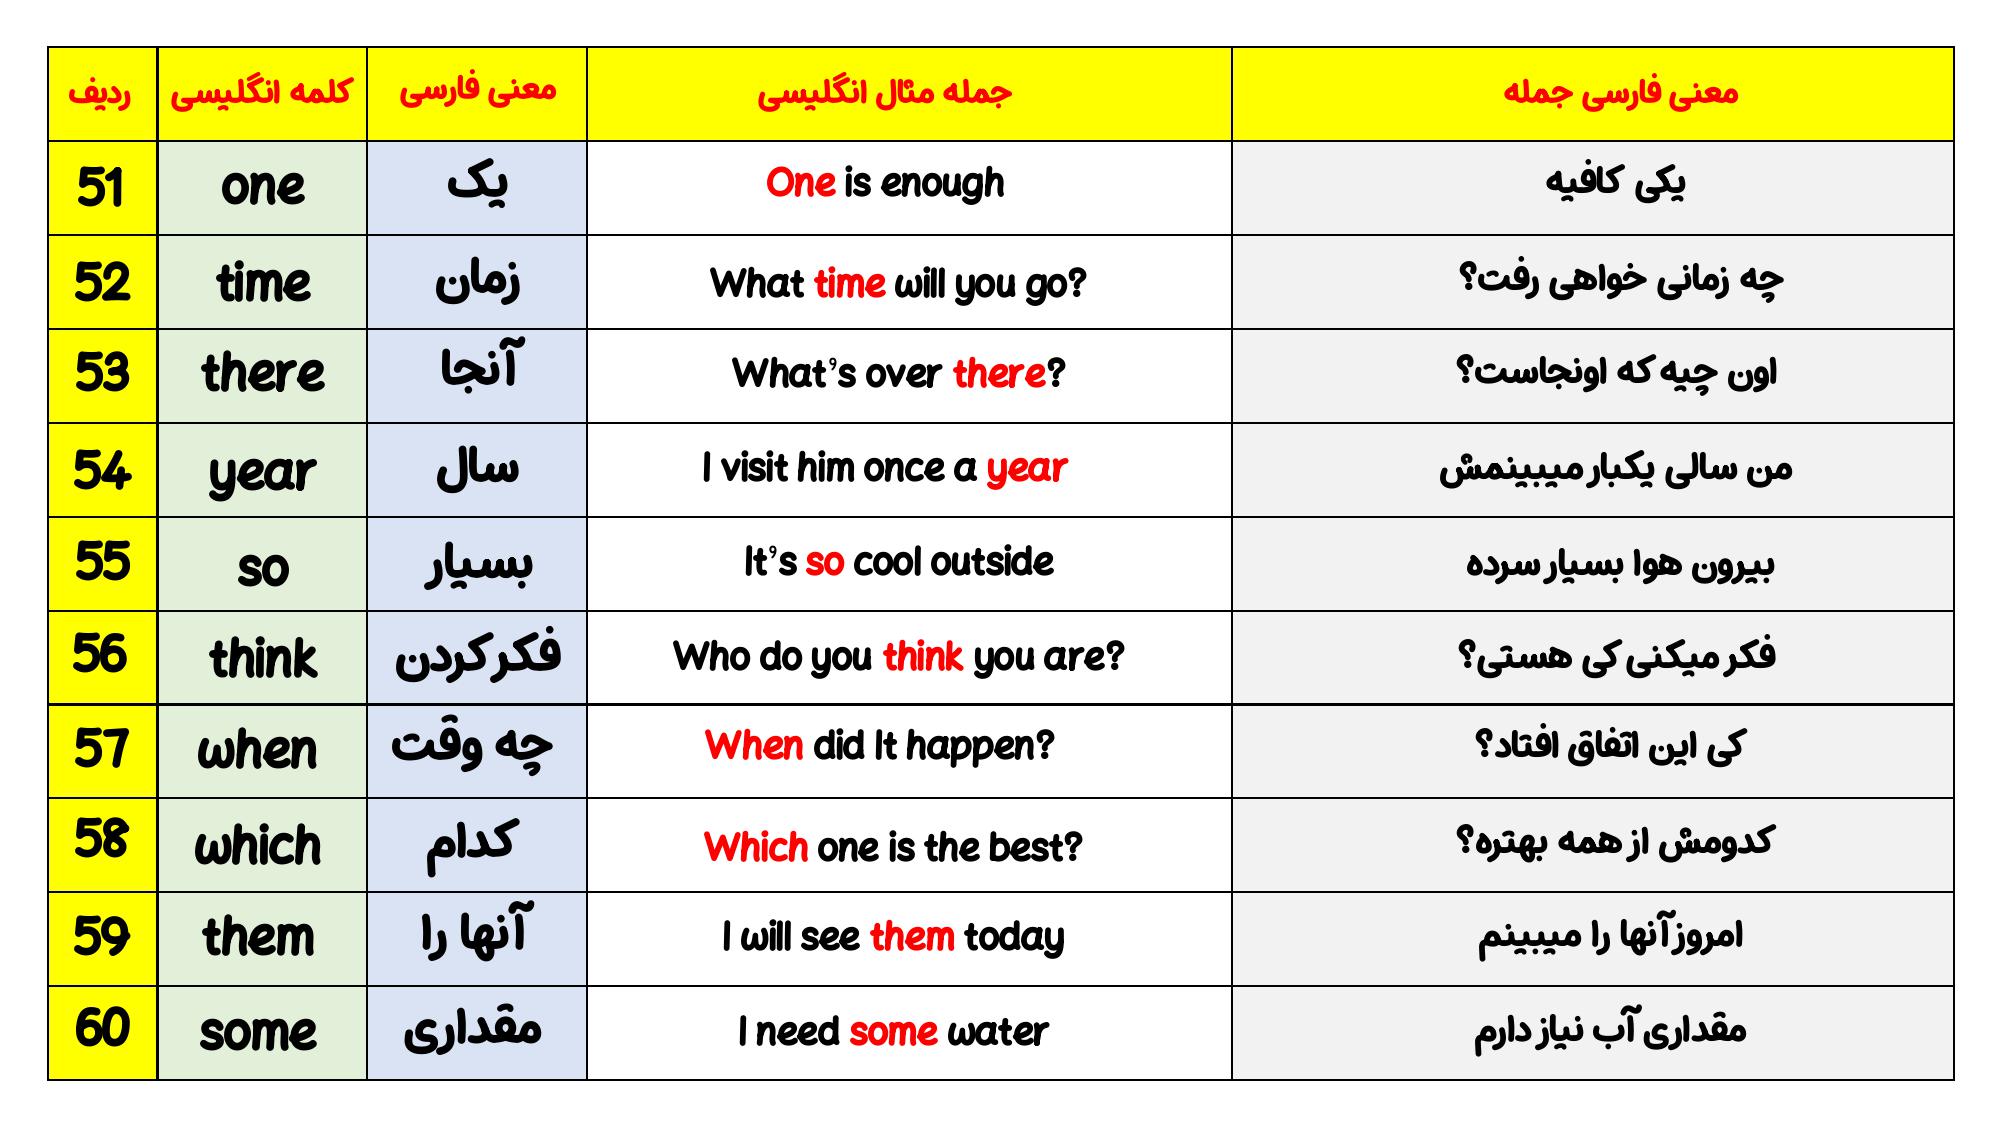 ردیف کلمه انگلیسی معنی فارسی جمله مثال انگلیسی معنی فارسی جمله
51 one یک One is enough یکی کافیه
52 time زمان What time will you go? چه زمانی خواهی رفت؟
53 there آنجا What's over there? اون چیه که اونجاست؟
54 year سال I visit him once a year من سالی یکبار میبینمش
55 so بسیار It's so cool outside بیرون هوا بسیار سرده
56 think فکر کردن Who do you think you are? فکر میکنی کی هستی؟
57 when چه وقت When did It happen? کی این اتفاق افتاد؟
58 which کدام Which one is the best? کدومش از همه بهتره؟
59 them آنها را I will see them today امروز آنها را میبینم
60 some مقداری I need some water مقداری آب نیاز دارم